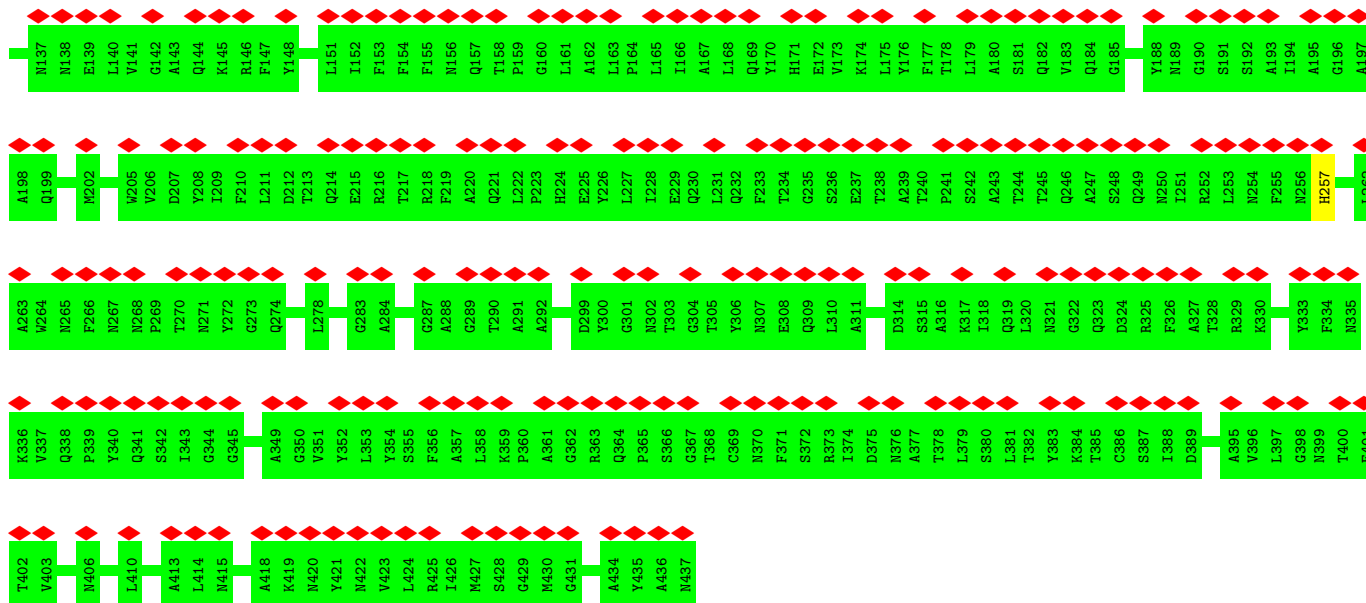 N137 N138 E139 L140 V141 G142 A143 Q144 K145 R146 F147 Y148 L151 I152 F153 F154 F155 N156 Q157 T158 P159 G160 L161 A162 L163 P164 L165 I166 A167 L168 Q169 Y170 H171 E172 V173 K174 L175 Y176 F177 T178 L179 A180 S181 Q182 V183 Q184 G185 Y188 N189 G190 S191 S192 A193 I194 A195 G196 A197
A198 Q199 M202 W205 V206 D207 Y208 I209 F210 L211 D212 T213 Q214 E215 R216 T217 R218 F219 A220 Q221 L222 P223 H224 E225 Y226 L227 I228 E229 Q230 L231 Q232 F233 T234 G235 S236 E237 T238 A239 T240 P241 S242 A243 T244 T245 Q246 A247 S248 Q249 N250 I251 R252 L253 N254 F255 N256 H257
A263 W264 N265 F266 N267 N268 P269 T270 N271 Y272 G273 Q274 L278 G283 A284 G287 A288 G289 T290 A291 A292 D299 Y300 G301 N302 T303 G304 T305 Y306 N307 E308 Q309 L310 A311 D314 S315 A316 K317 I318 Q319 L320 N321 G322 Q323 D324 R325 F326 A327 T328 R329 K330 Y333 F334 N335
K336 V337 Q338 P339 Y340 Q341 S342 I343 G344 G345 A349 G350 V351 Y352 L353 Y354 S355 F356 A357 L358 K359 P360 A361 G362 R363 Q364 P365 S366 G367 T368 C369 N370 F371 S372 R373 I374 D375 N376 A377 T378 L379 S380 L381 T382 Y383 K384 T385 C386 S387 I388 D389 A395 V396 L397 G398 N399 T400 E401
T402 V403 N406 L410 A413 L414 N415 A418 K419 N420 Y421 N422 V423 L424 R425 I426 M427 S428 G429 M430 G431 A434 Y435 A436 N437